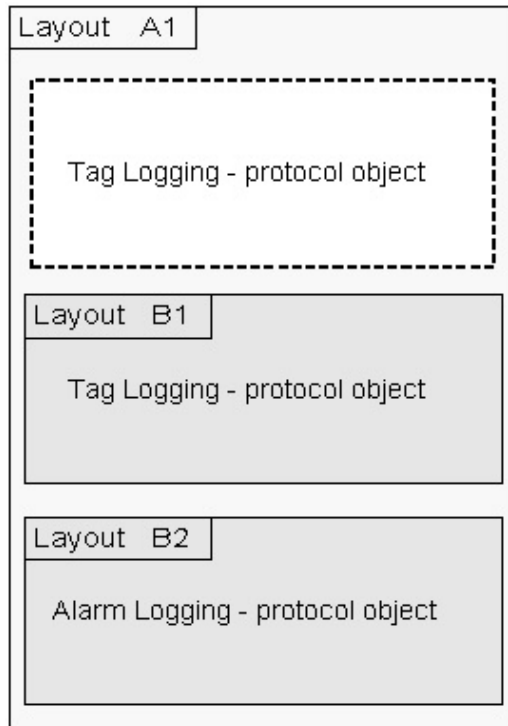 Layout A1
Tag Logging - protocol object
Layout B1
Tag Logging - protocol object
Layout B2
Alarm Logging - protocol object